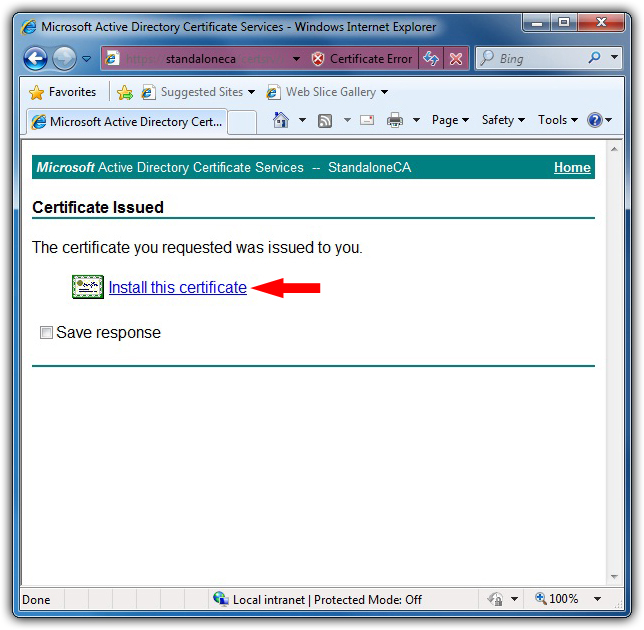 Microsoft Active Directory Certificate Services - Windows Internet Explorer
https://standaloneca Certificate Error Bing
Favorites Suggested Sites Web Slice Gallery
Microsoft Active Directory Cert... Page Safety Tools
Microsoft Active Directory Certificate Services -- StandaloneCA Home
Certificate Issued
The certificate you requested was issued to you.
Install this certificate
Save response
Done Local intranet | Protected Mode: Off 100%